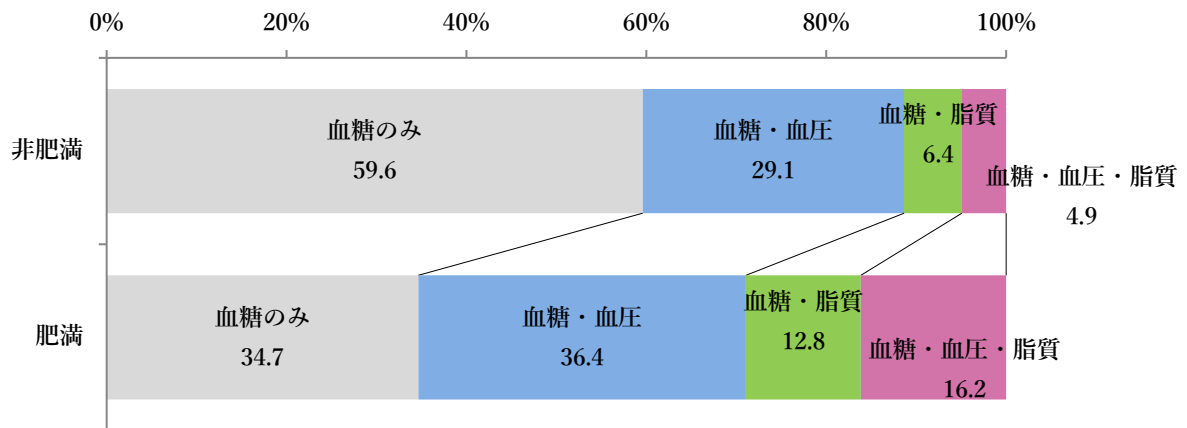 0% 20% 40% 60% 80% 100%
非肥満
血糖のみ
59.6
血糖・血圧
29.1
血糖・脂質
6.4
血糖・血圧・脂質
4.9
肥満
血糖のみ
34.7
血糖・血圧
36.4
血糖・脂質
12.8
血糖・血圧・脂質
16.2